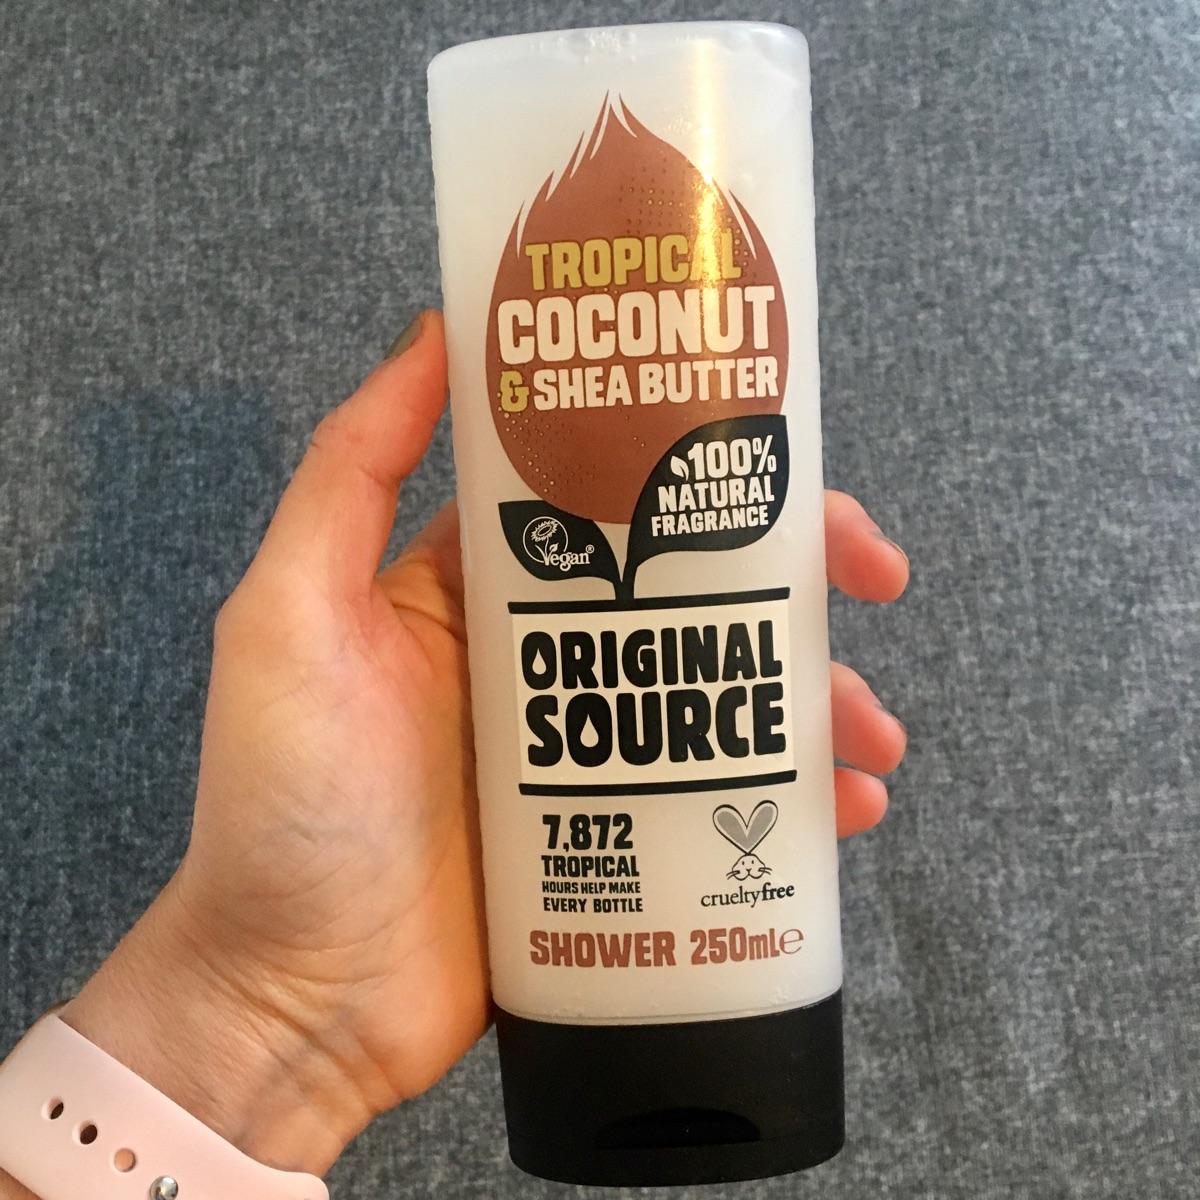 TROPICAL
COCONUT
& SHEA BUTTER
100%
NATURAL
FRAGRANCE
Vegan®
ORIGINAL
SOURCE
7,872
TROPICAL
HOURS HELP MAKE
EVERY BOTTLE
crueltyfree
SHOWER 250mL℮